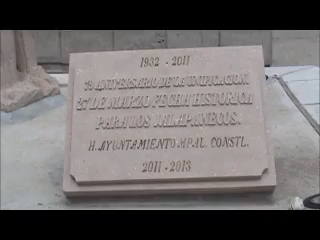 1932 - 2011
79 ANIVERSARIO DE LA UNIFICACION
27 DE MARZO FECHA HISTORICA
PARA LOS JALAPANECOS.
H. AYUNTAMIENTO MPAL. CONSTL.
2011 - 2013